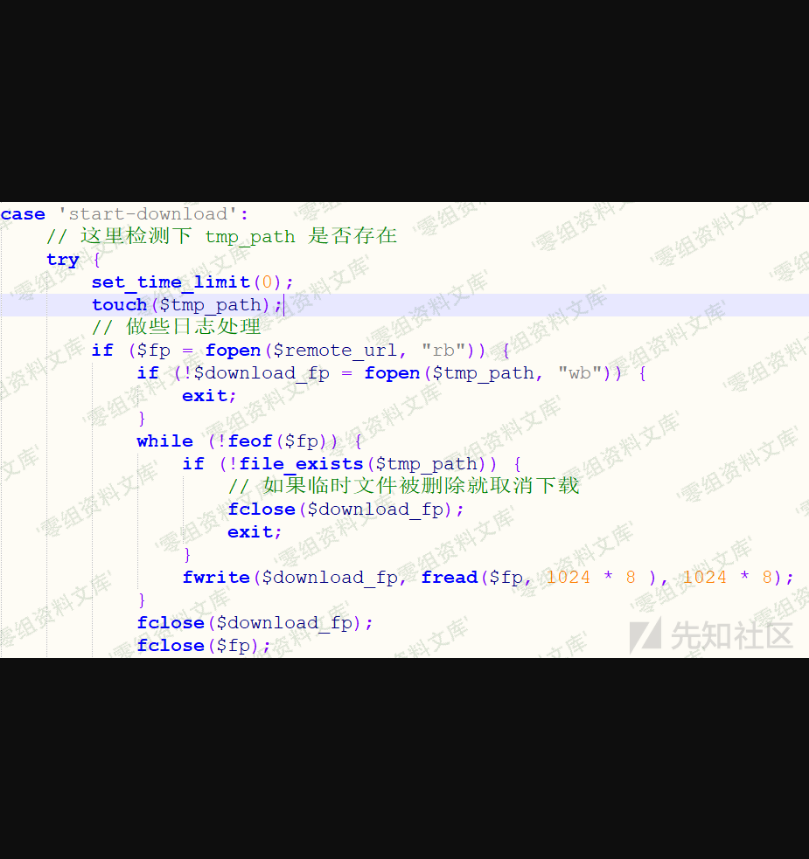 case 'start-download':
// 这里检测下 tmp_path 是否存在
try {
set_time_limit(0);
touch($tmp_path);
// 做些日志处理
if ($fp = fopen($remote_url, "rb")) {
if (!$download_fp = fopen($tmp_path, "wb")) {
exit;
}
while (!feof($fp)) {
if (!file_exists($tmp_path)) {
// 如果临时文件被删除就取消下载
fclose($download_fp);
exit;
}
fwrite($download_fp, fread($fp, 1024 * 8 ), 1024 * 8);
}
fclose($download_fp);
fclose($fp);
'零组资料文库'
先知社区